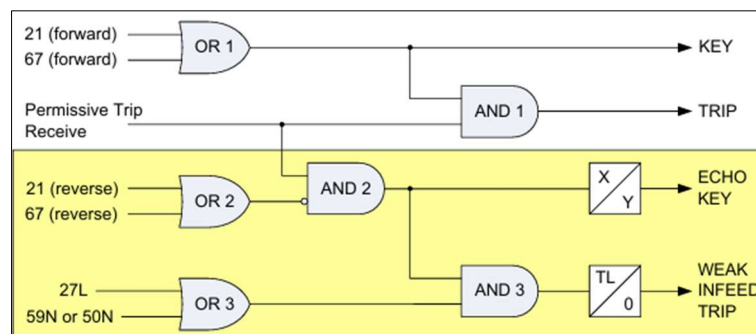 21 (forward)
67 (forward)
OR 1
KEY
Permissive Trip
Receive
AND 1
TRIP
21 (reverse)
67 (reverse)
OR 2
AND 2
X
Y
ECHO
KEY
27L
59N or 50N
OR 3
AND 3
TL
0
WEAK
INFEED
TRIP